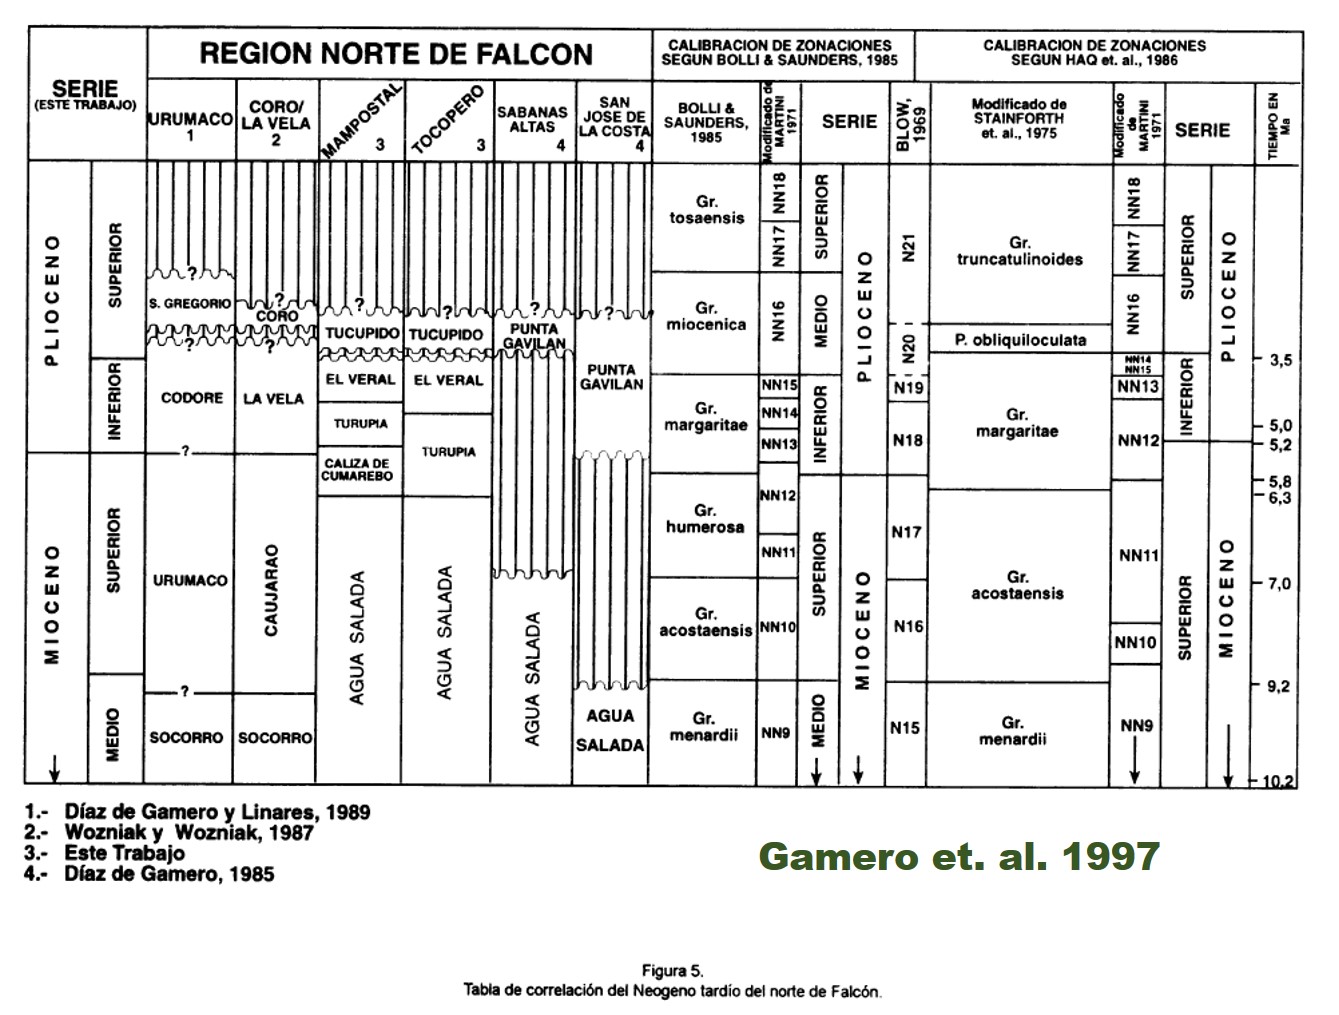 SERIE
(ESTE TRABAJO)
REGION NORTE DE FALCON
CALIBRACION DE ZONACIONES
SEGUN BOLLI & SAUNDERS, 1985
CALIBRACION DE ZONACIONES
SEGUN HAQ et. al., 1986
URUMACO
1
CORO/
LA VELA
2
MAMPOSTAL
3
TOCOPERO
3
SABANAS
ALTAS
4
SAN
JOSE DE
LA COSTA
4
BOLLI &
SAUNDERS,
1985
Modificado de
MARTINI
1971
SERIE
BLOW,
1969
Modificado de
STAINFORTH
et. al., 1975
Modificado
de
MARTINI
1971
SERIE
TIEMPO EN
Ma
PLIOCENO
SUPERIOR
INFERIOR
MIOCENO
SUPERIOR
MEDIO
?
S. GREGORIO
?
CODORE
?
URUMACO
?
SOCORRO
?
CORO
?
LA VELA
CAUJARAO
SOCORRO
?
TUCUPIDO
EL VERAL
TURUPIA
CALIZA DE
CUMAREBO
AGUA SALADA
?
TUCUPIDO
EL VERAL
TURUPIA
AGUA SALADA
?
PUNTA
GAVILAN
AGUA SALADA
?
PUNTA
GAVILAN
AGUA
SALADA
Gr.
tosaensis
Gr.
miocenica
Gr.
margaritae
Gr.
humerosa
Gr.
acostaensis
Gr.
menardii
NN18
NN17
NN16
NN15
NN14
NN13
NN12
NN11
NN10
NN9
SUPERIOR
MEDIO
INFERIOR
SUPERIOR
MEDIO
PLIOCENO
MIOCENO
N21
N20
N19
N18
N17
N16
N15
Gr.
truncatulinoides
P. obliquiloculata
Gr.
margaritae
Gr.
acostaensis
Gr.
menardii
NN18
NN17
NN16
NN14
NN15
NN13
NN12
NN11
NN10
NN9
SUPERIOR
INFERIOR
SUPERIOR
PLIOCENO
MIOCENO
3,5
5,0
5,2
5,8
6,3
7,0
9,2
10,2
1.- Díaz de Gamero y Linares, 1989
2.- Wozniak y Wozniak, 1987
3.- Este Trabajo
4.- Díaz de Gamero, 1985
Gamero et. al. 1997
Figura 5.
Tabla de correlación del Neogeno tardío del norte de Falcón.